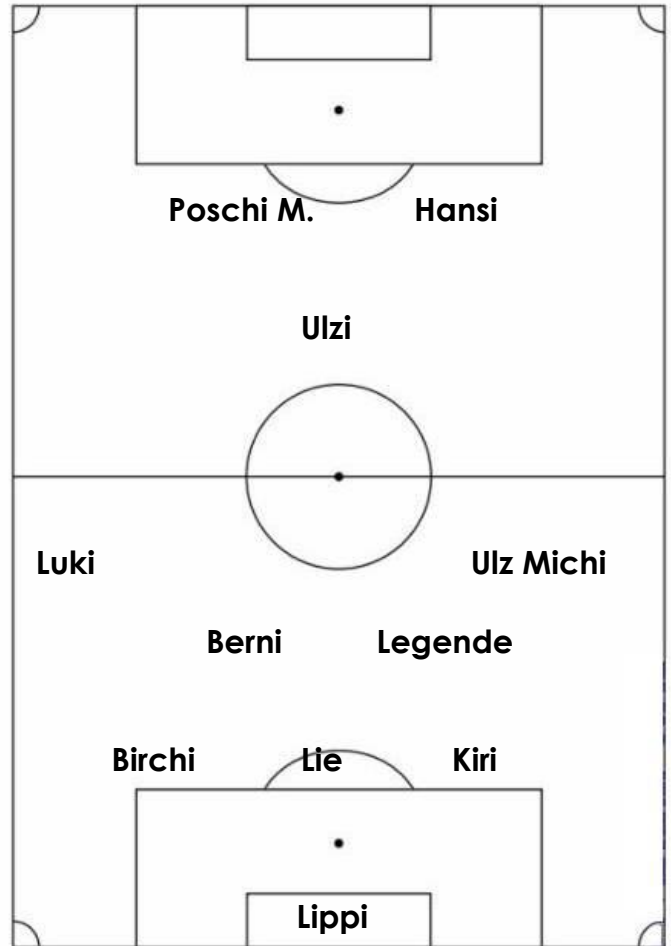 Poschi M. Hansi
Ulzi
Luki Ulz Michi
Berni Legende
Birchi Lie Kiri
Lippi